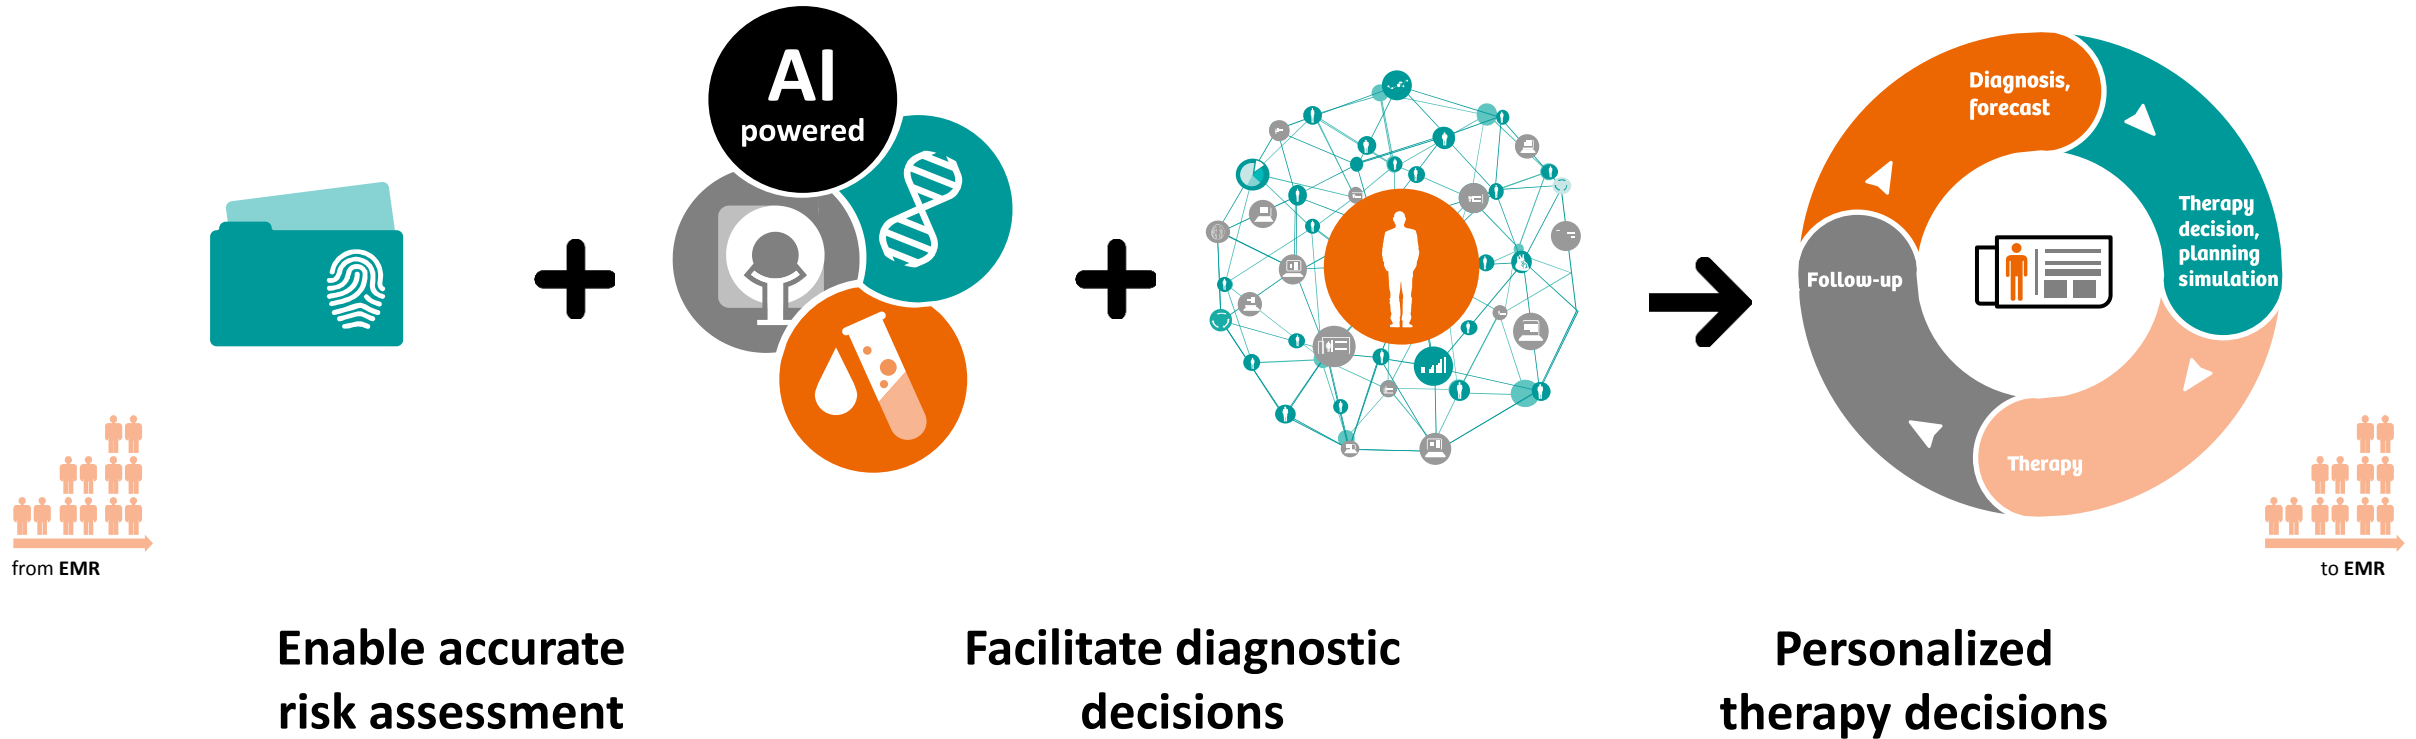 AI
powered
Diagnosis,
forecast
Therapy
decision,
planning
simulation
Follow-up
Therapy
from EMR
to EMR
Enable accurate
risk assessment
Facilitate diagnostic
decisions
Personalized
therapy decisions